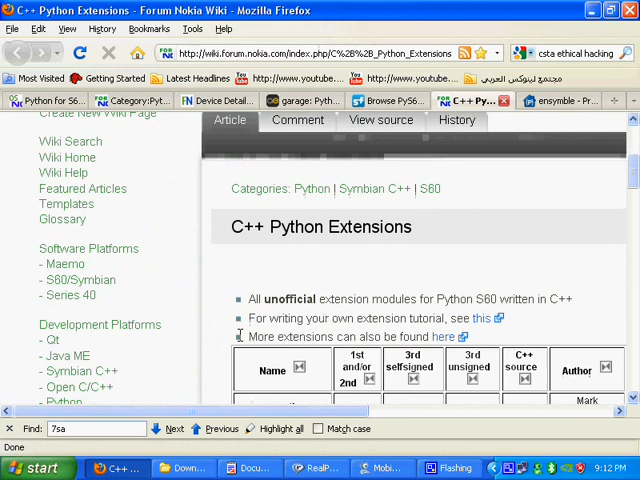 C++ Python Extensions - Forum Nokia Wiki - Mozilla Firefox
File Edit View History Bookmarks Tools Help
http://wiki.forum.nokia.com/index.php/C%2B%2B_Python_Extensions
csta ethical hacking
Most Visited Getting Started Latest Headlines http://www.youtube.... http://www.youtube.... مجتمع لينوكس العربي
Python for S6... Category:Pyt... Device Detail... garage: Pyth... Browse PyS6... C++ Py... ensymble - P...
Create New Wiki Page
Article Comment View source History
Wiki Search
Wiki Home
Wiki Help
Featured Articles
Templates
Glossary
Software Platforms
- Maemo
- S60/Symbian
- Series 40
Development Platforms
- Qt
- Java ME
- Symbian C++
- Open C/C++
- Python
Categories: Python | Symbian C++ | S60
C++ Python Extensions
All unofficial extension modules for Python S60 written in C++
For writing your own extension tutorial, see this
More extensions can also be found here
Name
1st and/or 2nd
3rd selfsigned
3rd unsigned
C++ source
Author
Mark
Find: 7sa Next Previous Highlight all Match case
Done
start C++ ... Down... Docu... RealP... Mobi... Flashing 9:12 PM